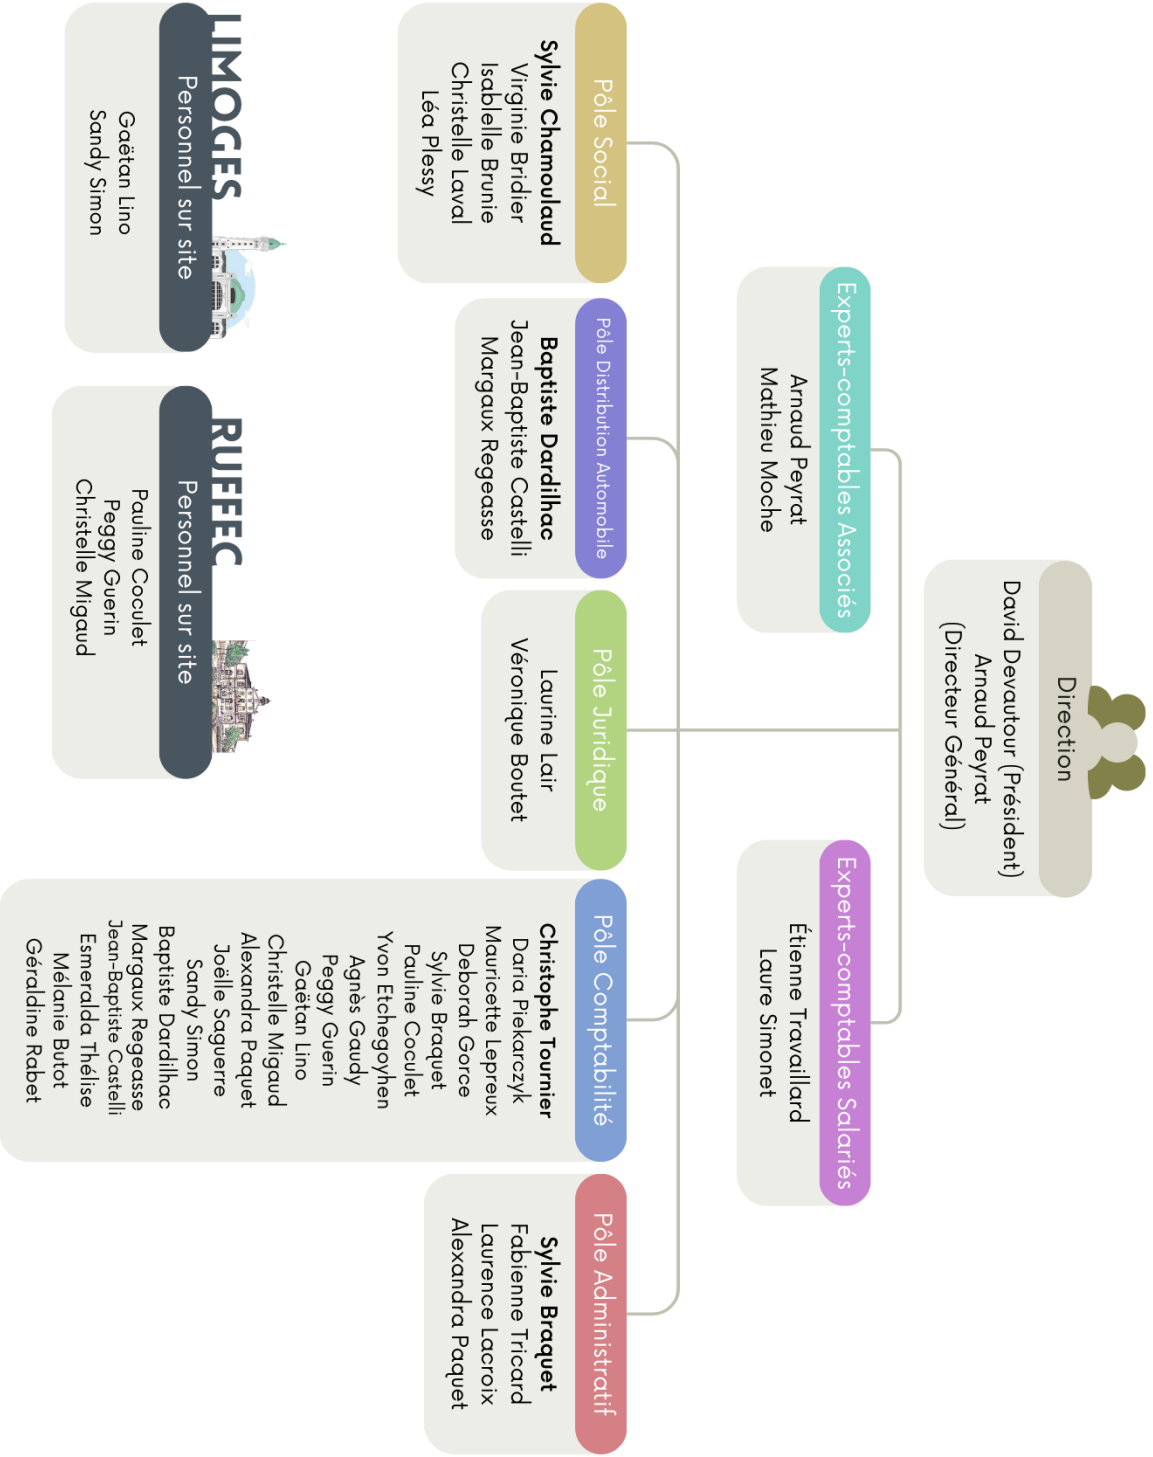 Direction
David Devautour (Président)
Arnaud Peyrat
(Directeur Général)
Experts-comptables Associés
Arnaud Peyrat
Mathieu Moche
Experts-comptables Salariés
Étienne Travaillard
Laure Simonet
Pôle Social
Sylvie Chamoulaud
Virginie Bridier
Isablelle Brunie
Christelle Laval
Léa Plessy
Pôle Distribution Automobile
Baptiste Dardilhac
Jean-Baptiste Castelli
Margaux Regeasse
Pôle Juridique
Laurine Lair
Véronique Boutet
Pôle Comptabilité
Christophe Tournier
Daria Piekarczyk
Mauricette Lepreux
Deborah Gorce
Sylvie Braquet
Pauline Coculet
Yvon Etchegoyhen
Agnès Gaudy
Peggy Guerin
Gaëtan Lino
Christelle Migaud
Alexandra Paquet
Joëlle Saguerre
Sandy Simon
Baptiste Dardilhac
Margaux Regeasse
Jean-Baptiste Castelli
Esmeralda Thélise
Mélanie Butot
Géraldine Rabet
Pôle Administratif
Sylvie Braquet
Fabienne Tricard
Laurence Lacroix
Alexandra Paquet
LIMOGES
Personnel sur site
Gaëtan Lino
Sandy Simon
RUFFEC
Personnel sur site
Pauline Coculet
Peggy Guerin
Christelle Migaud